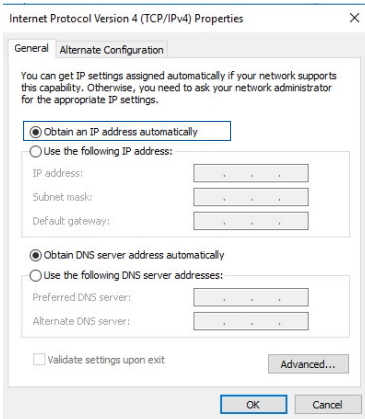 Internet Protocol Version 4 (TCP/IPv4) Properties
General
Alternate Configuration
You can get IP settings assigned automatically if your network supports
this capability. Otherwise, you need to ask your network administrator
for the appropriate IP settings.
Obtain an IP address automatically
Use the following IP address:
IP address:
Subnet mask:
Default gateway:
Obtain DNS server address automatically
Use the following DNS server addresses:
Preferred DNS server:
Alternate DNS server:
Validate settings upon exit
Advanced...
OK
Cancel